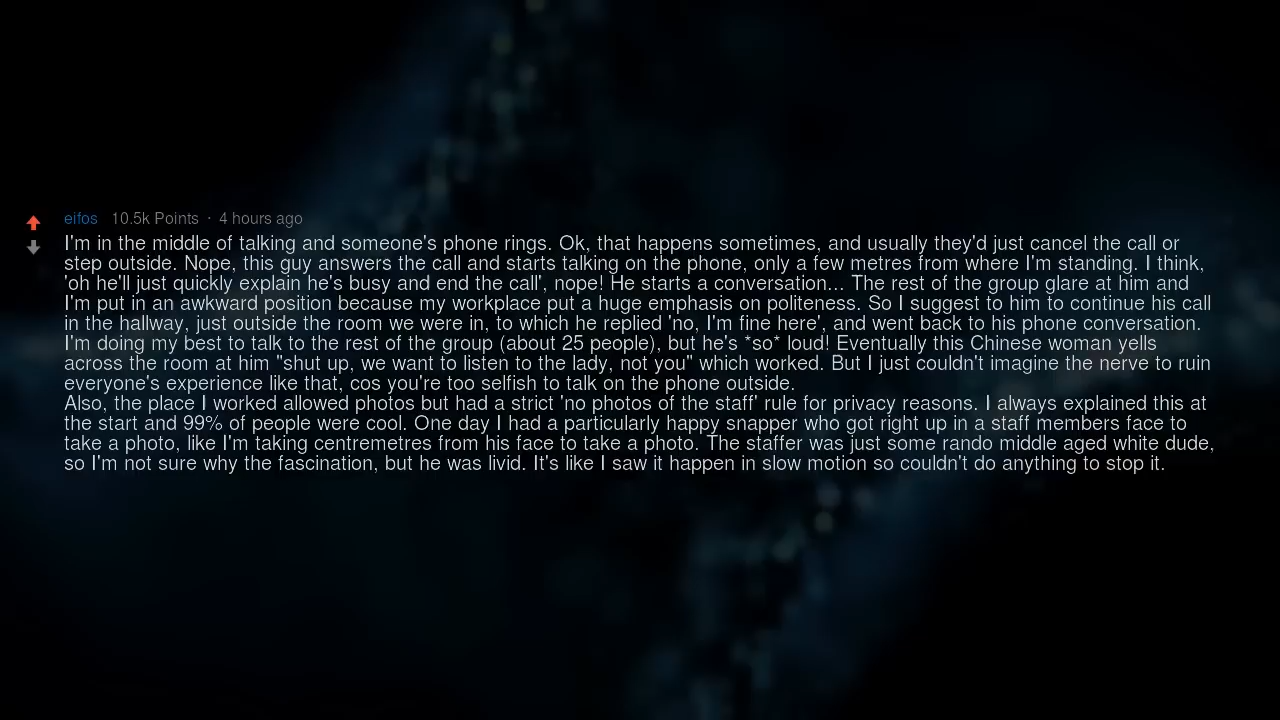 eifos 10.5k Points · 4 hours ago
I'm in the middle of talking and someone's phone rings. Ok, that happens sometimes, and usually they'd just cancel the call or
step outside. Nope, this guy answers the call and starts talking on the phone, only a few metres from where I'm standing. I think,
'oh he'll just quickly explain he's busy and end the call', nope! He starts a conversation... The rest of the group glare at him and
I'm put in an awkward position because my workplace put a huge emphasis on politeness. So I suggest to him to continue his call
in the hallway, just outside the room we were in, to which he replied 'no, I'm fine here', and went back to his phone conversation.
I'm doing my best to talk to the rest of the group (about 25 people), but he's *so* loud! Eventually this Chinese woman yells
across the room at him "shut up, we want to listen to the lady, not you" which worked. But I just couldn't imagine the nerve to ruin
everyone's experience like that, cos you're too selfish to talk on the phone outside.
Also, the place I worked allowed photos but had a strict 'no photos of the staff' rule for privacy reasons. I always explained this at
the start and 99% of people were cool. One day I had a particularly happy snapper who got right up in a staff members face to
take a photo, like I'm taking centremetres from his face to take a photo. The staffer was just some rando middle aged white dude,
so I'm not sure why the fascination, but he was livid. It's like I saw it happen in slow motion so couldn't do anything to stop it.